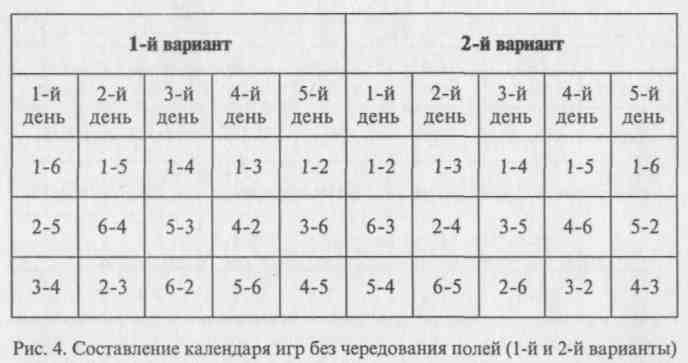 1-й вариант 2-й вариант
1-й день 2-й день 3-й день 4-й день 5-й день 1-й день 2-й день 3-й день 4-й день 5-й день
1-6 1-5 1-4 1-3 1-2 1-2 1-3 1-4 1-5 1-6
2-5 6-4 5-3 4-2 3-6 6-3 2-4 3-5 4-6 5-2
3-4 2-3 6-2 5-6 4-5 5-4 6-5 2-6 3-2 4-3
Рис. 4. Составление календаря игр без чередования полей (1-й и 2-й варианты)